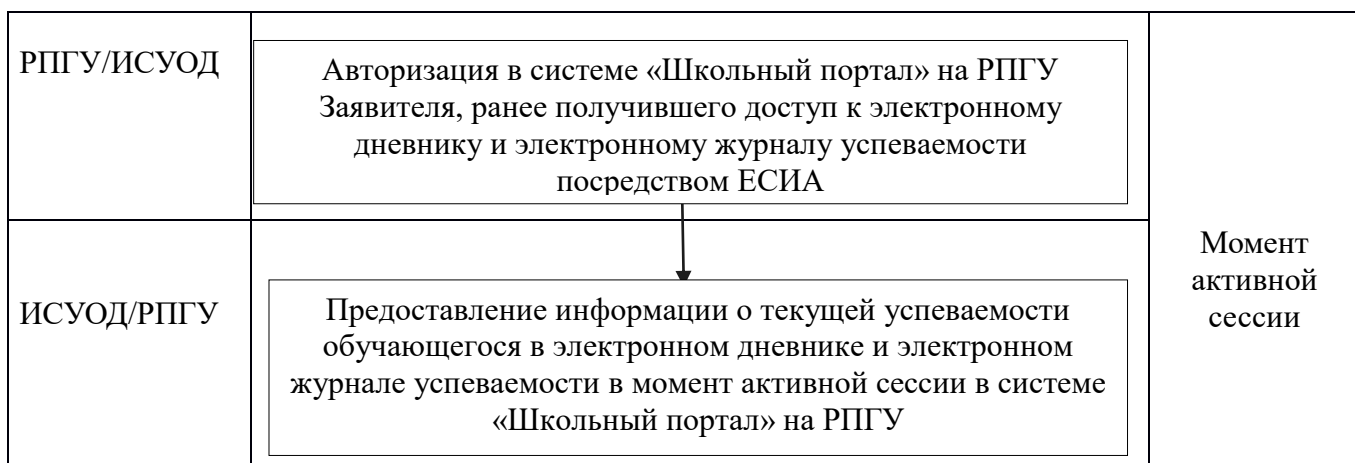 РПГУ/ИСУОД
Авторизация в системе «Школьный портал» на РПГУ
Заявителя, ранее получившего доступ к электронному
дневнику и электронному журналу успеваемости
посредством ЕСИА
Момент
активной
сессии
ИСУОД/РПГУ
Предоставление информации о текущей успеваемости
обучающегося в электронном дневнике и электронном
журнале успеваемости в момент активной сессии в системе
«Школьный портал» на РПГУ